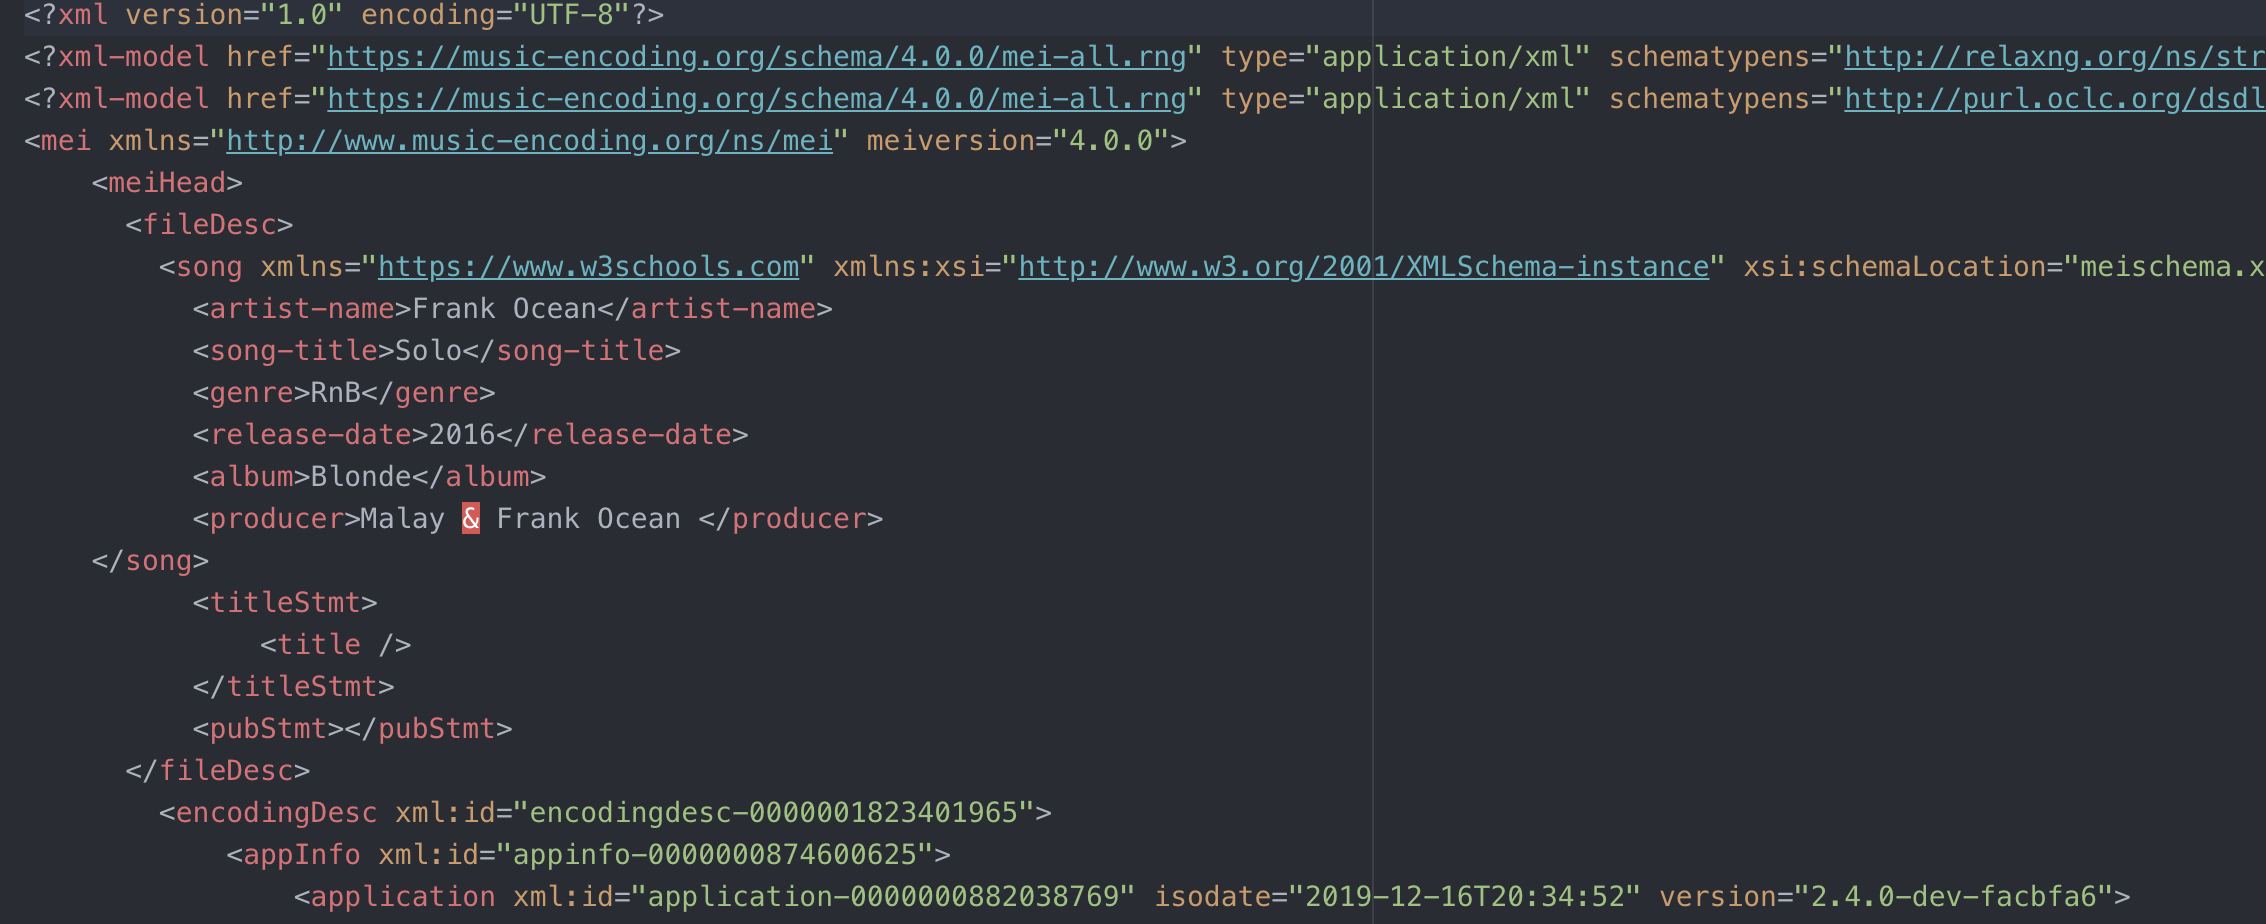 <?xml version="1.0" encoding="UTF-8"?>
<?xml-model href="https://music-encoding.org/schema/4.0.0/mei-all.rng" type="application/xml" schematypens="http://relaxng.org/ns/str
<?xml-model href="https://music-encoding.org/schema/4.0.0/mei-all.rng" type="application/xml" schematypens="http://purl.oclc.org/dsdl
<mei xmlns="http://www.music-encoding.org/ns/mei" meiversion="4.0.0">
<meiHead>
<fileDesc>
<song xmlns="https://www.w3schools.com" xmlns:xsi="http://www.w3.org/2001/XMLSchema-instance" xsi:schemaLocation="meischema.x
<artist-name>Frank Ocean</artist-name>
<song-title>Solo</song-title>
<genre>RnB</genre>
<release-date>2016</release-date>
<album>Blonde</album>
<producer>Malay & Frank Ocean </producer>
</song>
<titleStmt>
<title />
</titleStmt>
<pubStmt></pubStmt>
</fileDesc>
<encodingDesc xml:id="encodingdesc-0000001823401965">
<appInfo xml:id="appinfo-0000000874600625">
<application xml:id="application-0000000882038769" isodate="2019-12-16T20:34:52" version="2.4.0-dev-facbfa6">